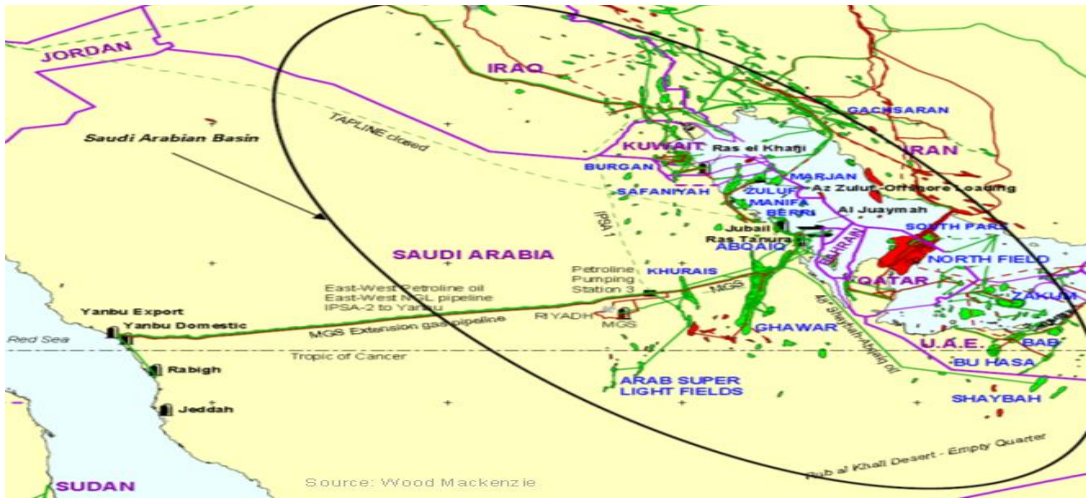 JORDAN
IRAQ
GACHSARAN
Saudi Arabian Basin
TAPLINE closed
KUWAIT
Ras el Khafji
IRAN
BURGAN
MARJAN
SAFANIYAH
ZULUF
Az Zuluf-Offshore Loading
MANIFA
BERRI
Al Juaymah
IPSA 1
Jubail
SOUTH PARS
Ras Tanura
ABQAIQ
BAHRAIN
SAUDI ARABIA
NORTH FIELD
Petroline
Pumping
Station 3
KHURAIS
MGS
QATAR
East-West Petroline oil
East-West NGL pipeline
IPSA-2 to Yanbu
ZAKUM
Yanbu Export
Yanbu Domestic
MGS Extension gas pipeline
RIYADH
MGS
GHAWAR
Red Sea
U.A.E.
BAB
Tropic of Cancer
BU HASA
Rabigh
ARAB SUPER
LIGHT FIELDS
SHAYBAH
Jeddah
Rub al Khali Desert - Empty Quarter
SUDAN
Source: Wood Mackenzie